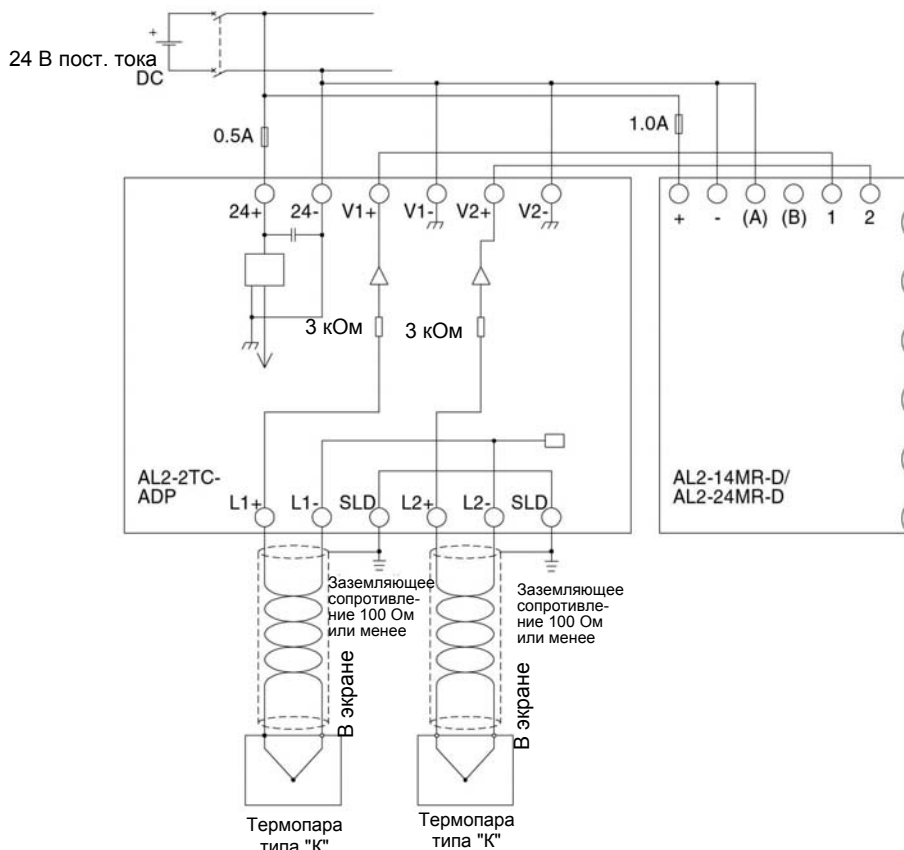 24 В пост. тока
+
DC
0.5A
1.0A
24+ 24- V1+ V1- V2+ V2-
+ - (A) (B) 1 2
3 кОм 3 кОм
AL2-2TC-
ADP
AL2-14MR-D/
AL2-24MR-D
L1+ L1- SLD L2+ L2- SLD
Заземляющее
сопротивле-
ние 100 Ом
или менее
Заземляющее
сопротивле-
ние 100 Ом
или менее
В экране
В экране
Термопара
типа "К"
Термопара
типа "К"